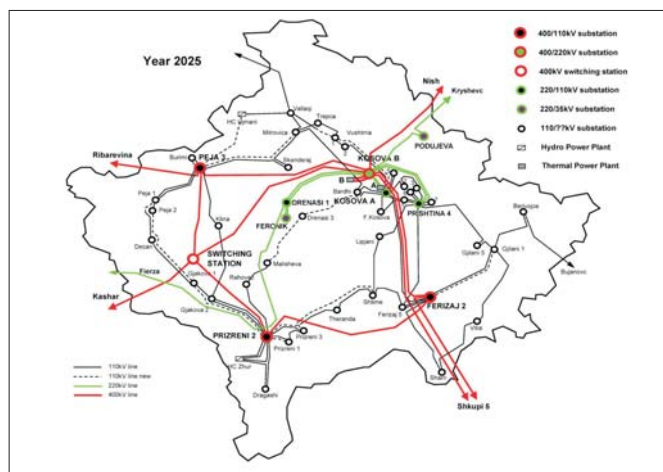 Year 2025
400/110kV substation
400/220kV substation
400kV switching station
220/110kV substation
220/35kV substation
110/??kV substation
Hydro Power Plant
Thermal Power Plant
Nish
Kryshevc
PODUJEVA
Vallaqi
HC Ujmani
Trepca
Mitrovica
Vushtrria
Skenderaj
Ribarevina
Burimi
PEJA 3
KOSOVA B
B
A
Bardhi
KOSOVA A
F.Kosova
PRISHTINA 4
DRENASI 1
FERONIK
Drenasi 3
Peja 1
Peja 2
Klina
Decan
Lipjani
SWITCHING
STATION
Malisheva
Rahovec
Gjakova 1
Gjakova 2
Fierza
Kashar
Gjilani 5
Gjilani 1
Bujanovc
FERIZAJ 2
Ferizaj 1
Shtime
Theranda
PRIZRENI 2
Prizreni 3
Prizreni 1
HC Zhur
Dragashi
Vitia
Sharri
Shkupi 5
110kV line
110kV line new
220kV line
400kV line